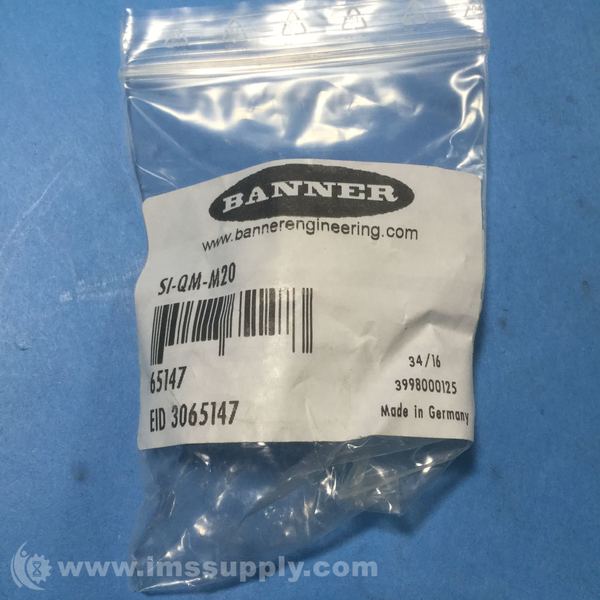 BANNER
www.bannerengineering.com
SI-QM-M20
65147
EID 3065147
34/16
3998000125
Made in Germany
www.imssupply.com